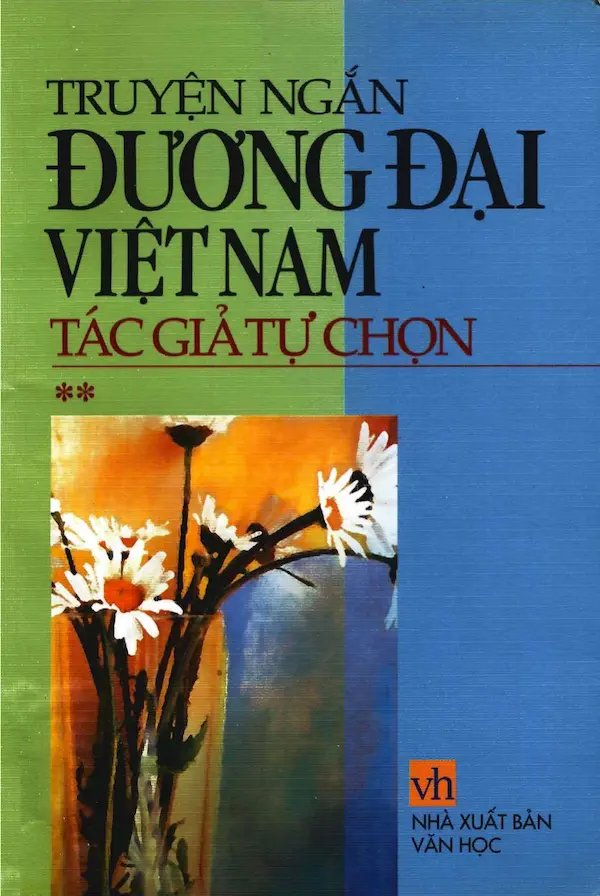 TRUYỆN NGẮN
ĐƯƠNG ĐẠI
VIỆT NAM
TÁC GIẢ TỰ CHỌN
**
vh
NHÀ XUẤT BẢN
VĂN HỌC